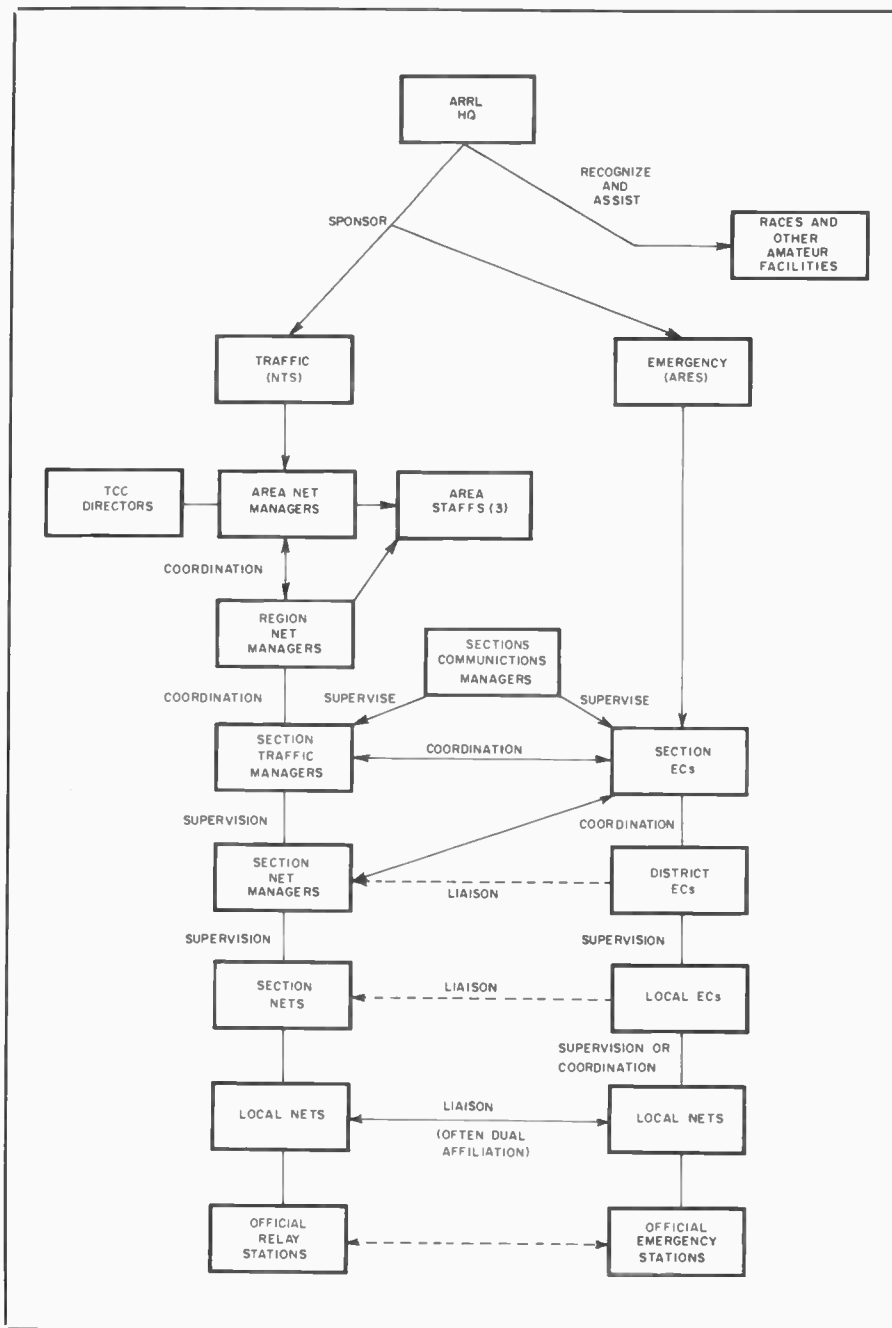 ARRL
HQ
RECOGNIZE
AND
ASSIST
SPONSOR
RACES AND
OTHER
AMATEUR
FACILITIES
TRAFFIC
(NTS)
EMERGENCY
(ARES)
TCC
DIRECTORS
AREA NET
MANAGERS
AREA
STAFFS (3)
COORDINATION
REGION
NET
MANAGERS
SECTIONS
COMMUNICTIONS
MANAGERS
COORDINATION
SUPERVISE
SUPERVISE
SECTION
TRAFFIC
MANAGERS
COORDINATION
SECTION
ECs
SUPERVISION
COORDINATION
SECTION
NET
MANAGERS
LIAISON
DISTRICT
ECs
SUPERVISION
SUPERVISION
SECTION
NETS
LIAISON
LOCAL ECs
SUPERVISION OR
COORDINATION
LOCAL NETS
LIAISON
(OFTEN DUAL
AFFILIATION)
LOCAL NETS
OFFICIAL
RELAY
STATIONS
OFFICIAL
EMERGENCY
STATIONS